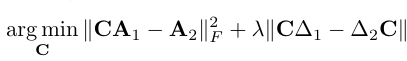 arg min ‖CA₁ − A₂‖²_F + λ‖CΔ₁ − Δ₂C‖
C